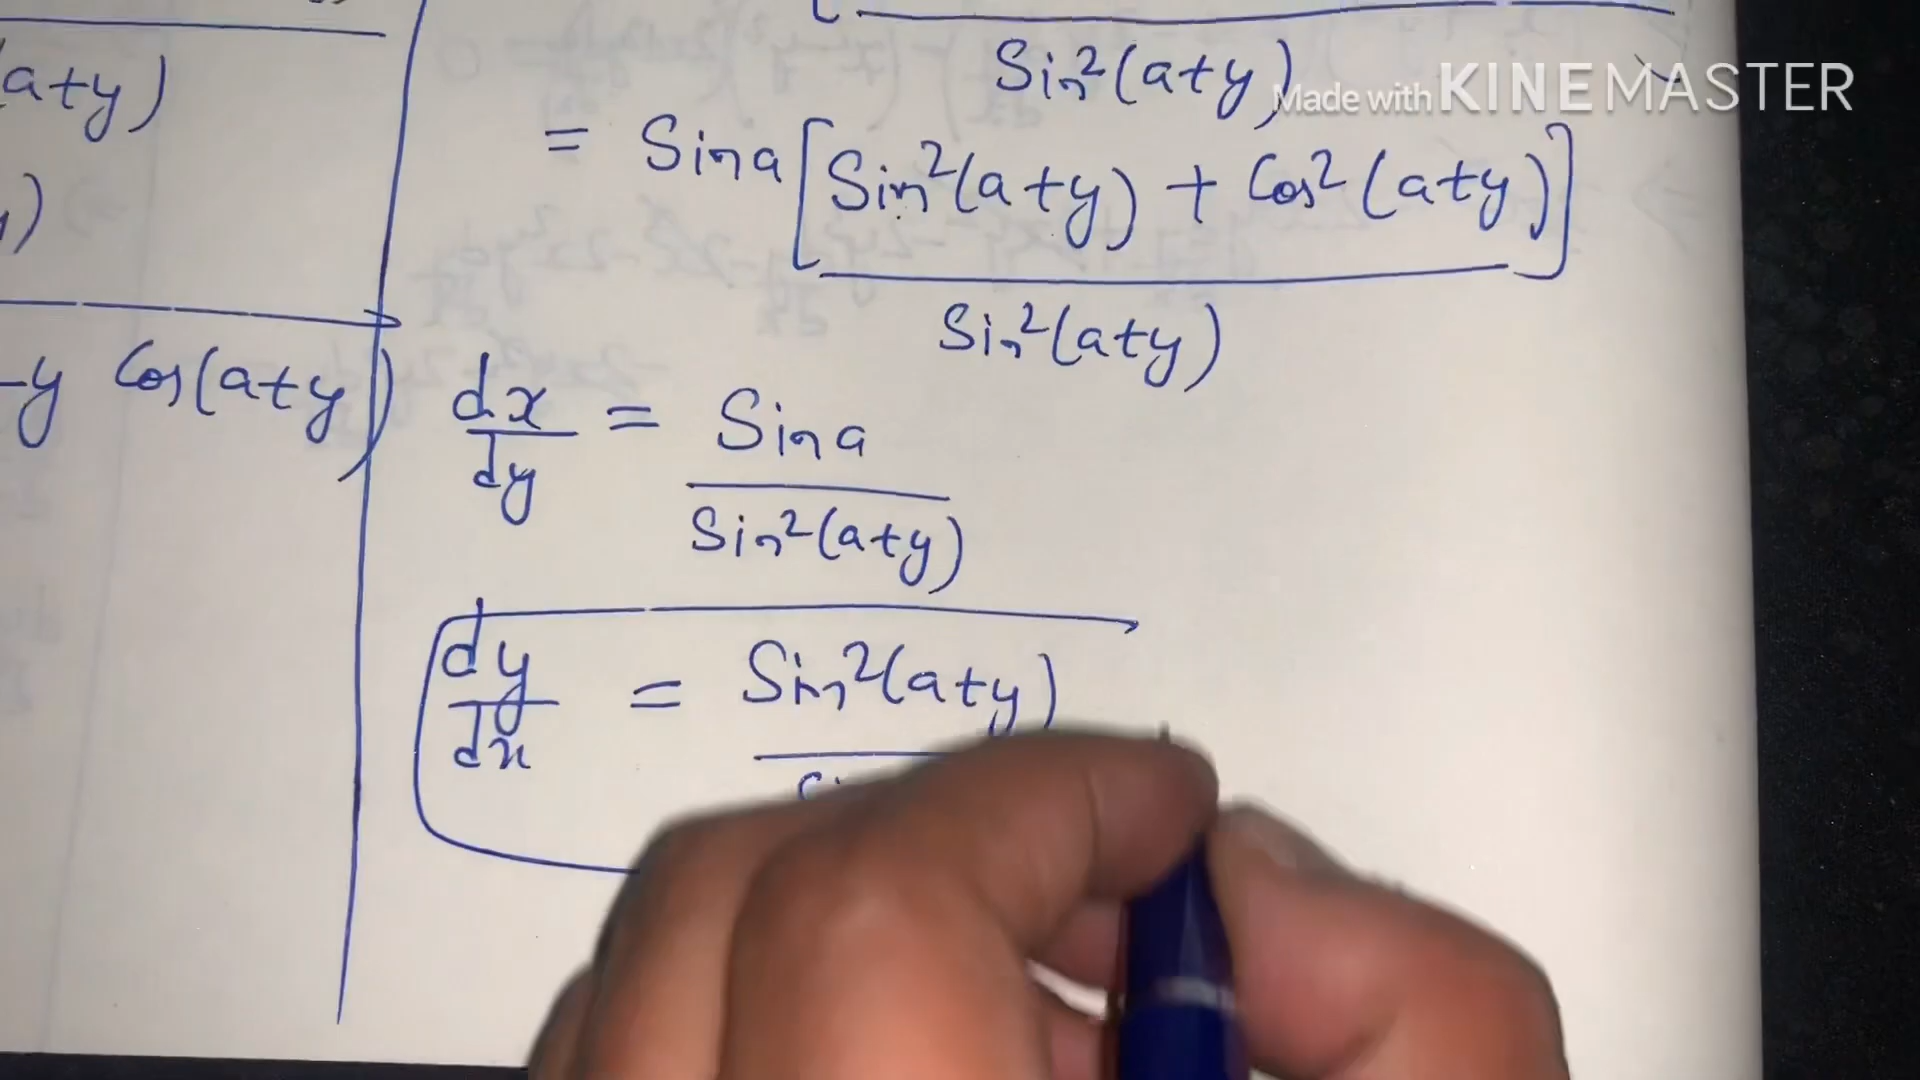 a+y)
-y Cos(a+y)
Sin²(a+y)
Made with KINEMASTER
= Sina [Sin²(a+y) + Cos²(a+y)]
Sin²(a+y)
dx/dy = Sina
Sin²(a+y)
dy/dx = Sin²(a+y)